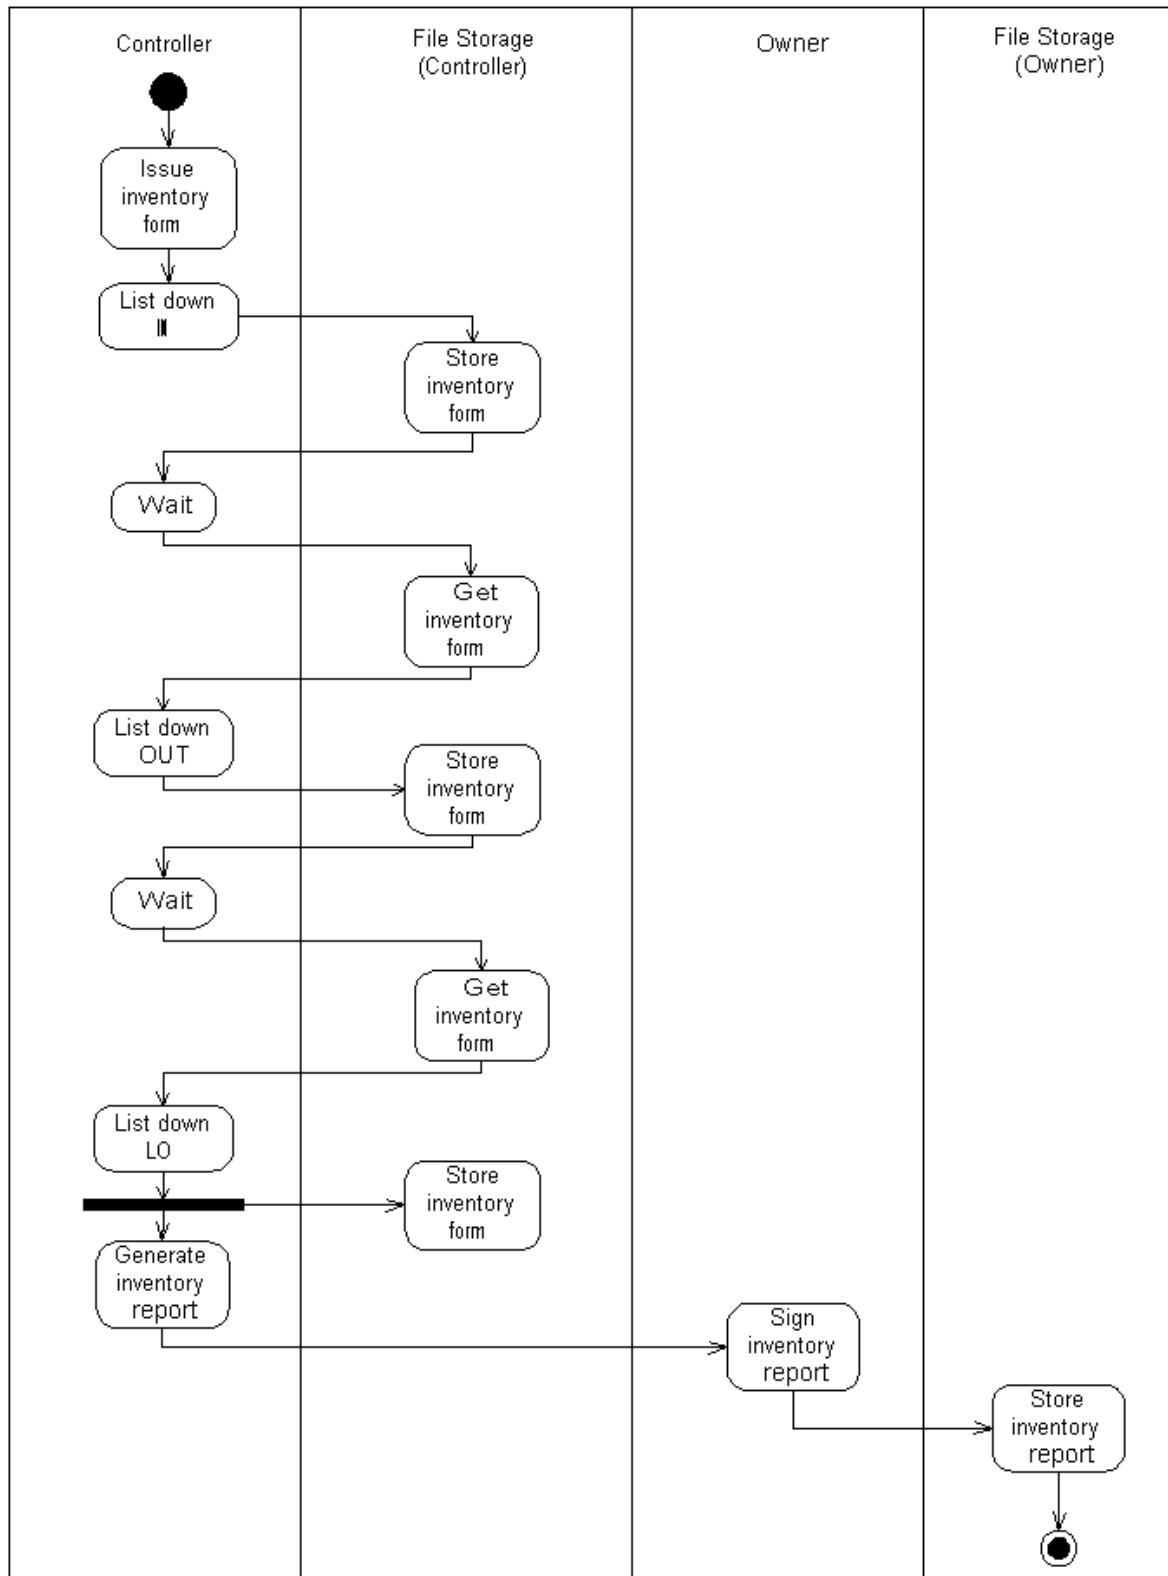 Controller
File Storage
(Controller)
Owner
File Storage
(Owner)
Issue
inventory
form
List down
IN
Store
inventory
form
Wait
Get
inventory
form
List down
OUT
Store
inventory
form
Wait
Get
inventory
form
List down
LO
Store
inventory
form
Generate
inventory
report
Sign
inventory
report
Store
inventory
report